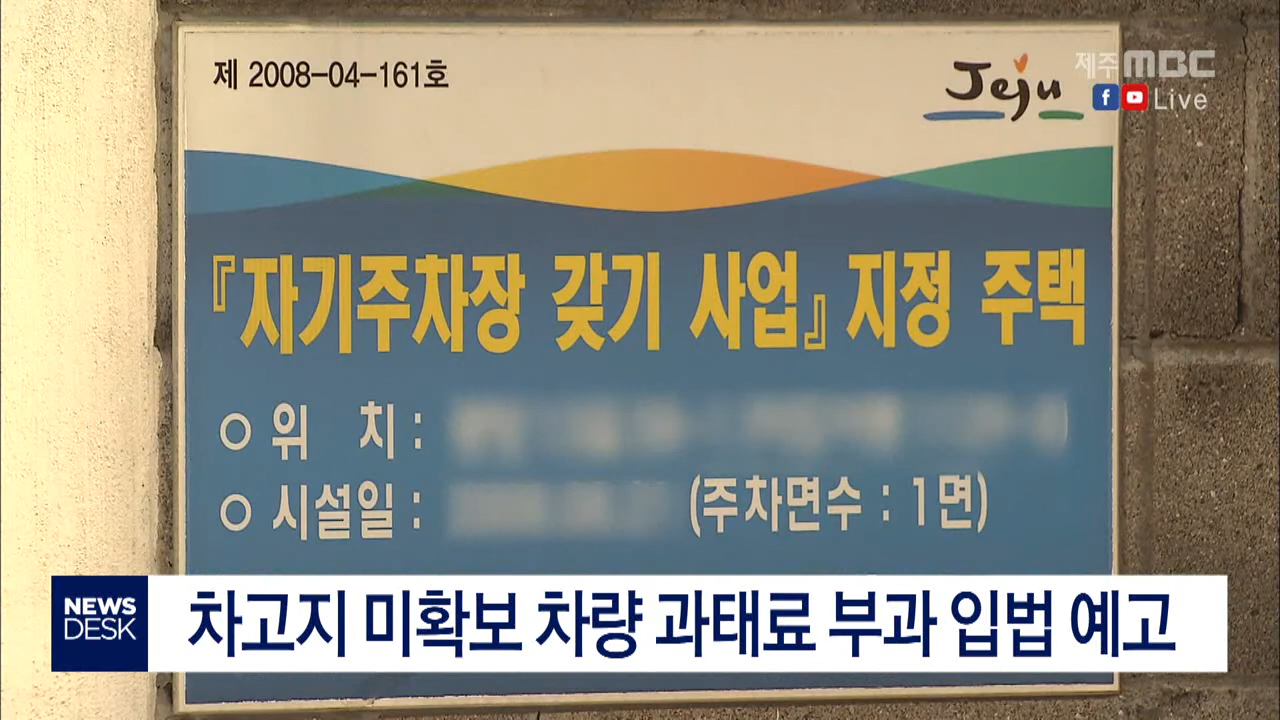 제 2008-04-161호
Jeju
제주MBC
Live
『자기주차장 갖기 사업』 지정 주택
○ 위 치 :
○ 시설일 : (주차면수 : 1면)
NEWS
DESK
차고지 미확보 차량 과태료 부과 입법 예고